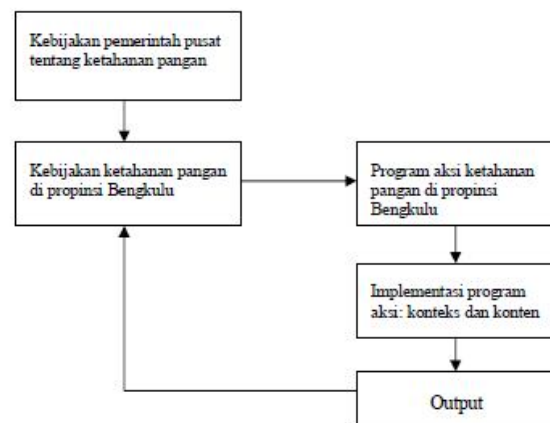 Kebijakan pemerintah pusat
tentang ketahanan pangan
Kebijakan ketahanan pangan
di propinsi Bengkulu
Program aksi ketahanan
pangan di propinsi
Bengkulu
Implementasi program
aksi: konteks dan konten
Output